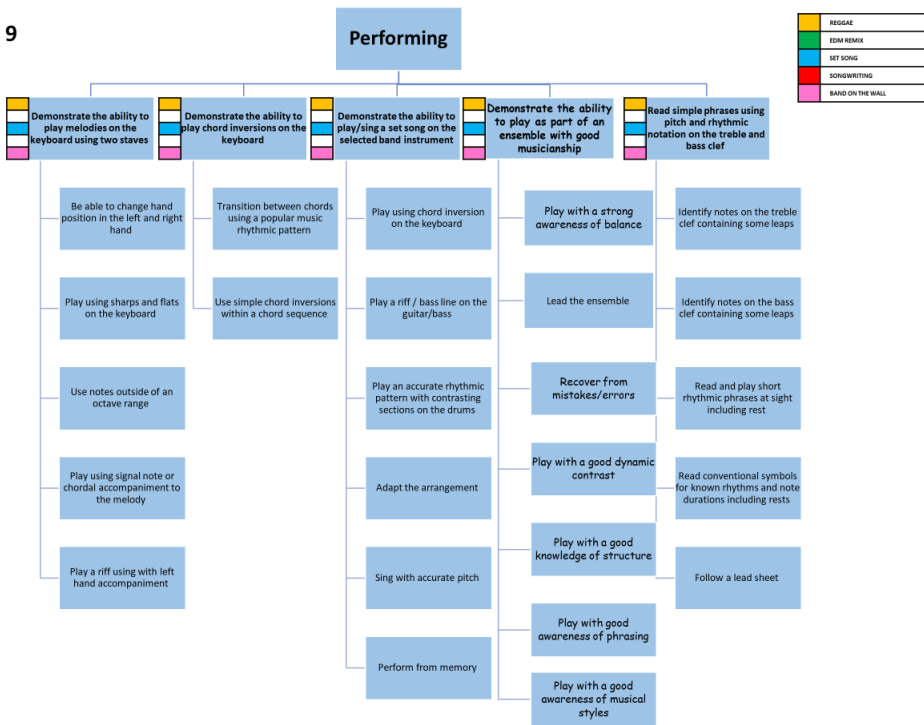 9
Performing
REGGAE
EDM REMIX
SET SONG
SONGWRITING
BAND ON THE WALL
Demonstrate the ability to
play melodies on the
keyboard using two staves
Be able to change hand
position in the left and right
hand
Play using sharps and flats
on the keyboard
Use notes outside of an
octave range
Play using signal note or
chordal accompaniment to
the melody
Play a riff using with left
hand accompaniment
Demonstrate the ability to
play chord inversions on the
keyboard
Transition between chords
using a popular music
rhythmic pattern
Use simple chord inversions
within a chord sequence
Demonstrate the ability to
play/sing a set song on the
selected band instrument
Play using chord inversion
on the keyboard
Play a riff / bass line on the
guitar/bass
Play an accurate rhythmic
pattern with contrasting
sections on the drums
Adapt the arrangement
Sing with accurate pitch
Perform from memory
Demonstrate the ability
to play as part of an
ensemble with good
musicianship
Play with a strong
awareness of balance
Lead the ensemble
Recover from
mistakes/errors
Play with a good dynamic
contrast
Play with a good
knowledge of structure
Play with good
awareness of phrasing
Play with a good
awareness of musical
styles
Read simple phrases using
pitch and rhythmic
notation on the treble and
bass clef
Identify notes on the treble
clef containing some leaps
Identify notes on the bass
clef containing some leaps
Read and play short
rhythmic phrases at sight
including rest
Read conventional symbols
for known rhythms and note
durations including rests
Follow a lead sheet